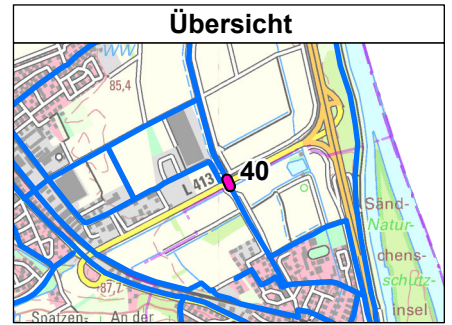 Übersicht
85,4
40
L 413
Sänd-
Natur-
chens-
schutz-
insel
87,7
Spatzen-
An der